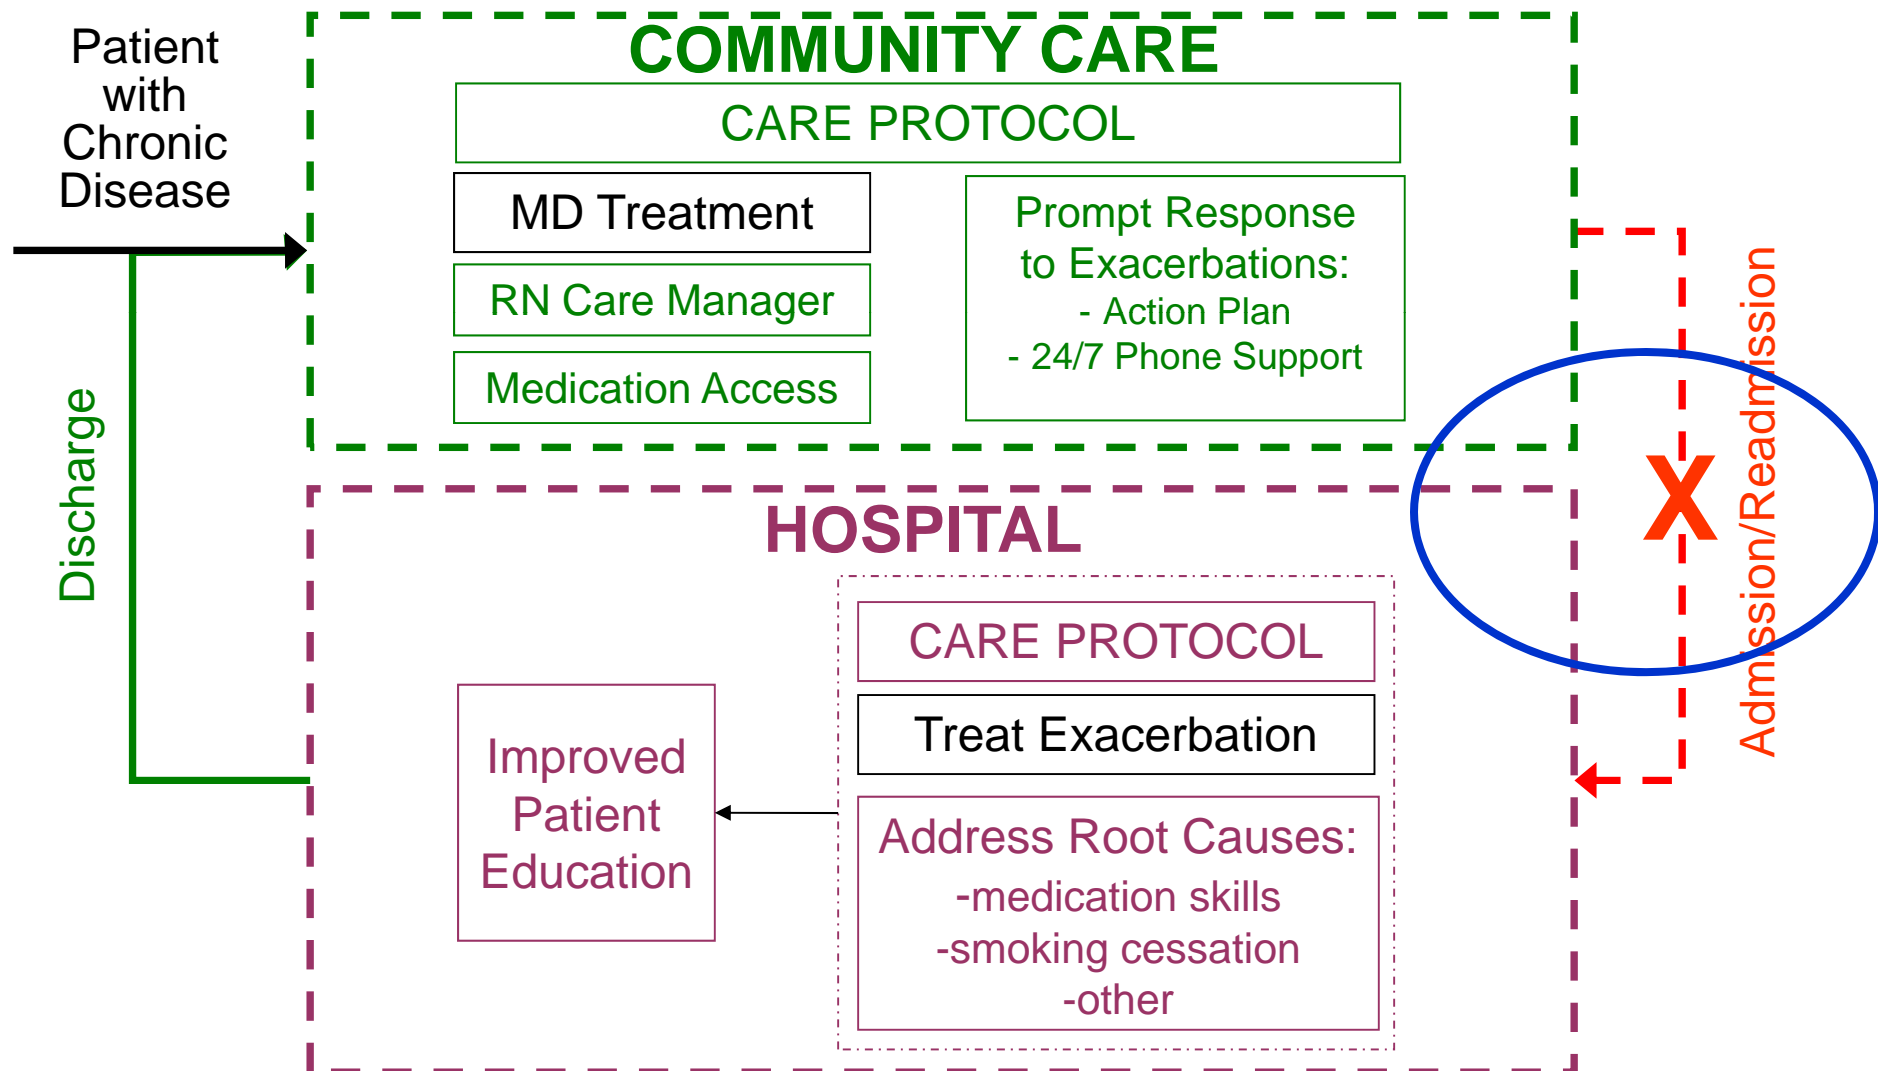 Patient
with
Chronic
Disease
COMMUNITY CARE
CARE PROTOCOL
MD Treatment
RN Care Manager
Medication Access
Prompt Response
to Exacerbations:
- Action Plan
- 24/7 Phone Support
Discharge
Admission/Readmission
X
HOSPITAL
CARE PROTOCOL
Treat Exacerbation
Address Root Causes:
-medication skills
-smoking cessation
-other
Improved
Patient
Education